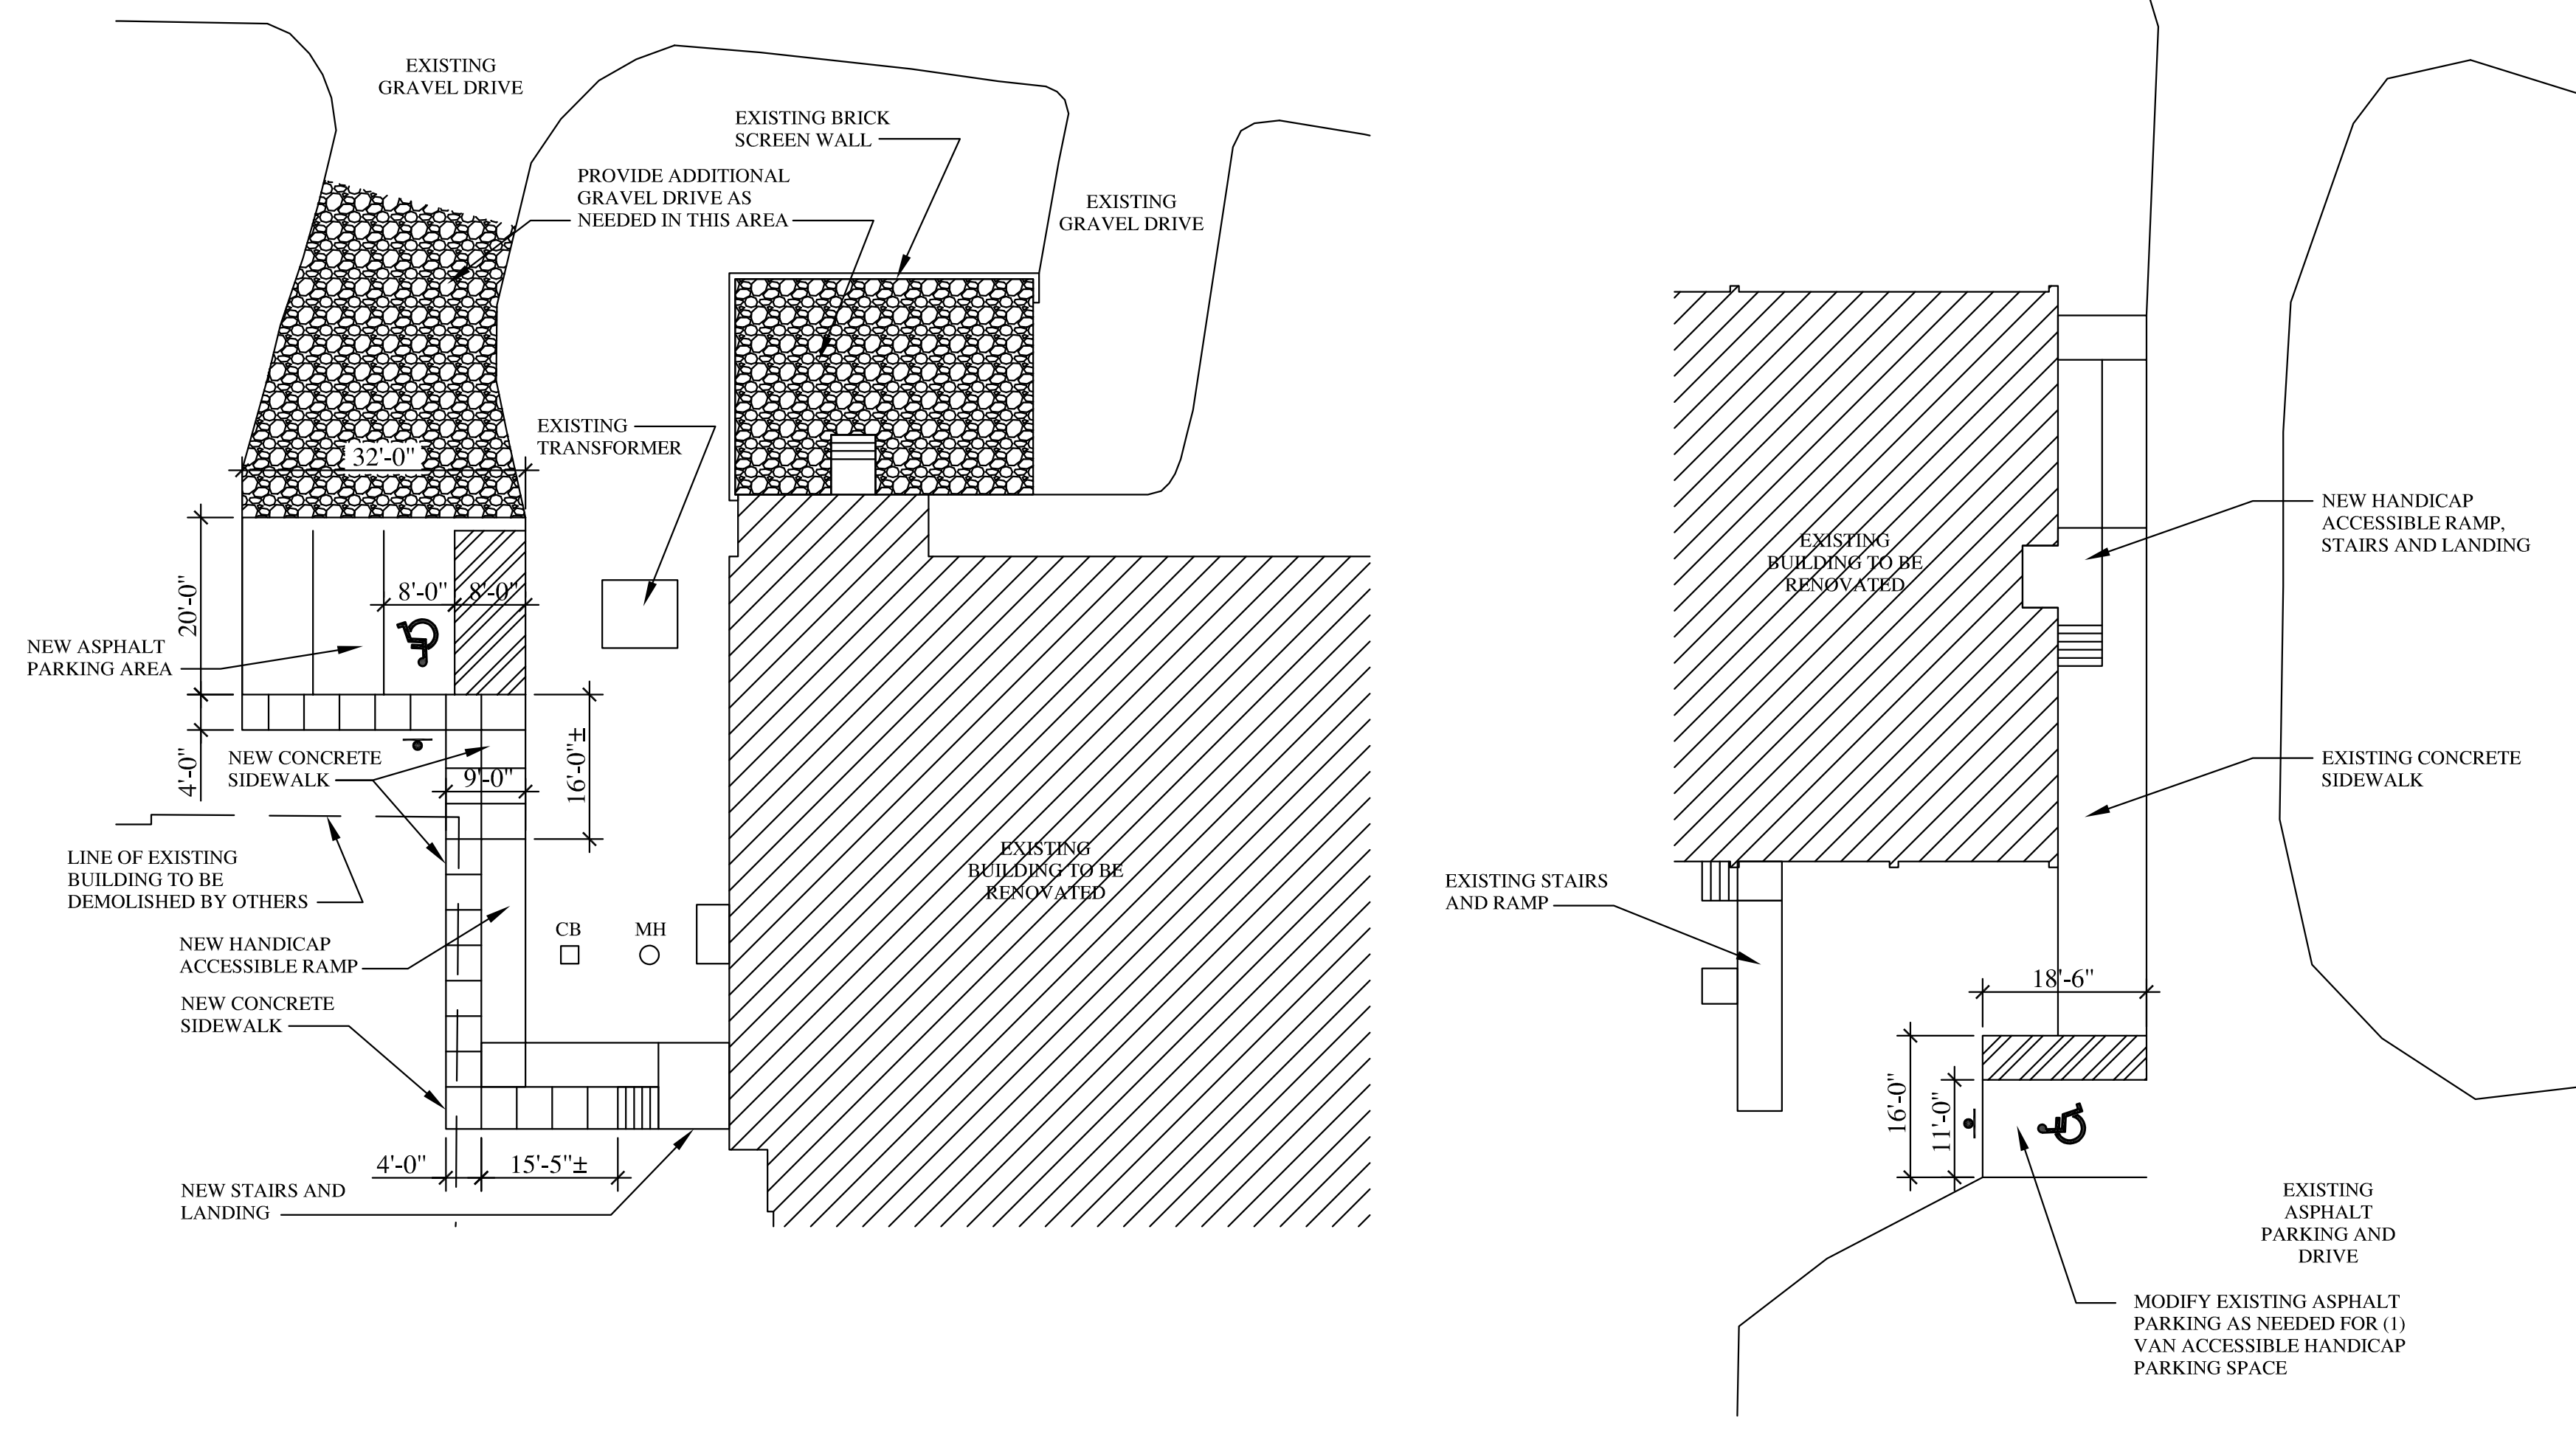 EXISTING
GRAVEL DRIVE
EXISTING BRICK
SCREEN WALL
PROVIDE ADDITIONAL
GRAVEL DRIVE AS
NEEDED IN THIS AREA
EXISTING
GRAVEL DRIVE
EXISTING
TRANSFORMER
32'-0"
20'-0"
8'-0"
8'-0"
NEW ASPHALT
PARKING AREA
4'-0"
NEW CONCRETE
SIDEWALK
9'-0"
16'-0"±
LINE OF EXISTING
BUILDING TO BE
DEMOLISHED BY OTHERS
EXISTING
BUILDING TO BE
RENOVATED
NEW HANDICAP
ACCESSIBLE RAMP
CB
MH
NEW CONCRETE
SIDEWALK
4'-0"
15'-5"±
NEW STAIRS AND
LANDING
EXISTING
BUILDING TO BE
RENOVATED
NEW HANDICAP
ACCESSIBLE RAMP,
STAIRS AND LANDING
EXISTING CONCRETE
SIDEWALK
EXISTING STAIRS
AND RAMP
18'-6"
16'-0"
11'-0"
EXISTING
ASPHALT
PARKING AND
DRIVE
MODIFY EXISTING ASPHALT
PARKING AS NEEDED FOR (1)
VAN ACCESSIBLE HANDICAP
PARKING SPACE